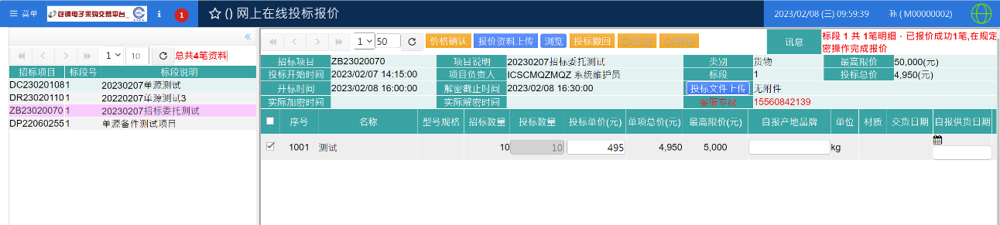 菜单 包钢电子采购交易平台 1 () 网上在线投标报价 2023/02/08 (三) 09:59:39 孙 ( M00000002)
1 10 总共4笔资料
招标项目 标段号 标段说明
DC230201081 20230207单源测试
DR23020110 1 20220207单源测试3
ZB23020070 1 20230207招标委托测试
DP220602551 单源备件测试项目
1 50 价格确认 报价资料上传 浏览 投标撤回 讯息 标段 1 共 1笔明细，已报价成功1笔,在规定
密操作完成报价
招标项目 ZB23020070 项目说明 20230207招标委托测试 类别 货物 最高限价 50,000(元)
投标开始时间 2023/02/07 14:15:00 项目负责人 ICSCMQZMQZ 系统维护员 标段 1 投标总价 4,950(元)
开标时间 2023/02/08 16:00:00 解密截止时间 2023/02/08 16:30:00 投标文件上传 无附件
实际加密时间 实际解密时间 客服专线 15560842139
序号 名称 型号规格 招标数量 投标数量 投标单价(元) 单项总价(元) 最高限价(元) 自报产地品牌 单位 材质 交货日期 自报供货日期
1001 测试 10 10 495 4,950 5,000 kg